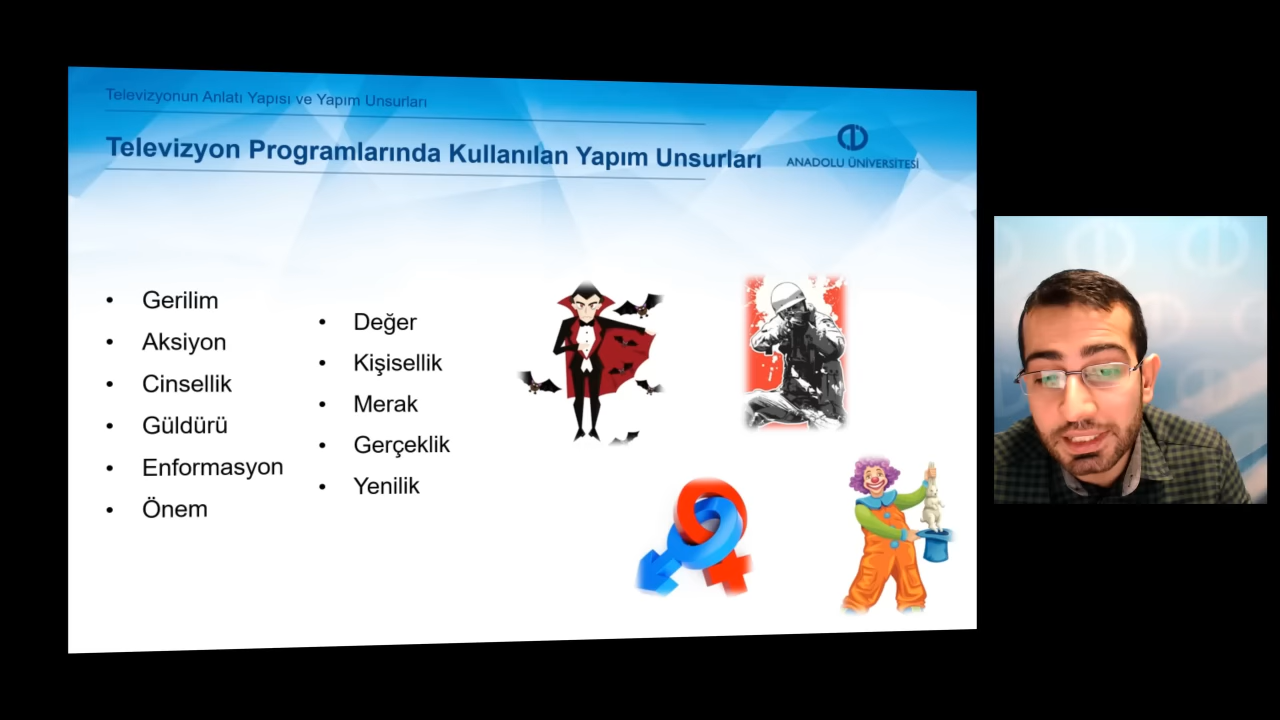 Televizyonun Anlatı Yapısı ve Yapım Unsurları
Televizyon Programlarında Kullanılan Yapım Unsurları
ANADOLU ÜNİVERSİTESİ
• Gerilim
• Aksiyon
• Cinsellik
• Güldürü
• Enformasyon
• Önem
• Değer
• Kişisellik
• Merak
• Gerçeklik
• Yenilik